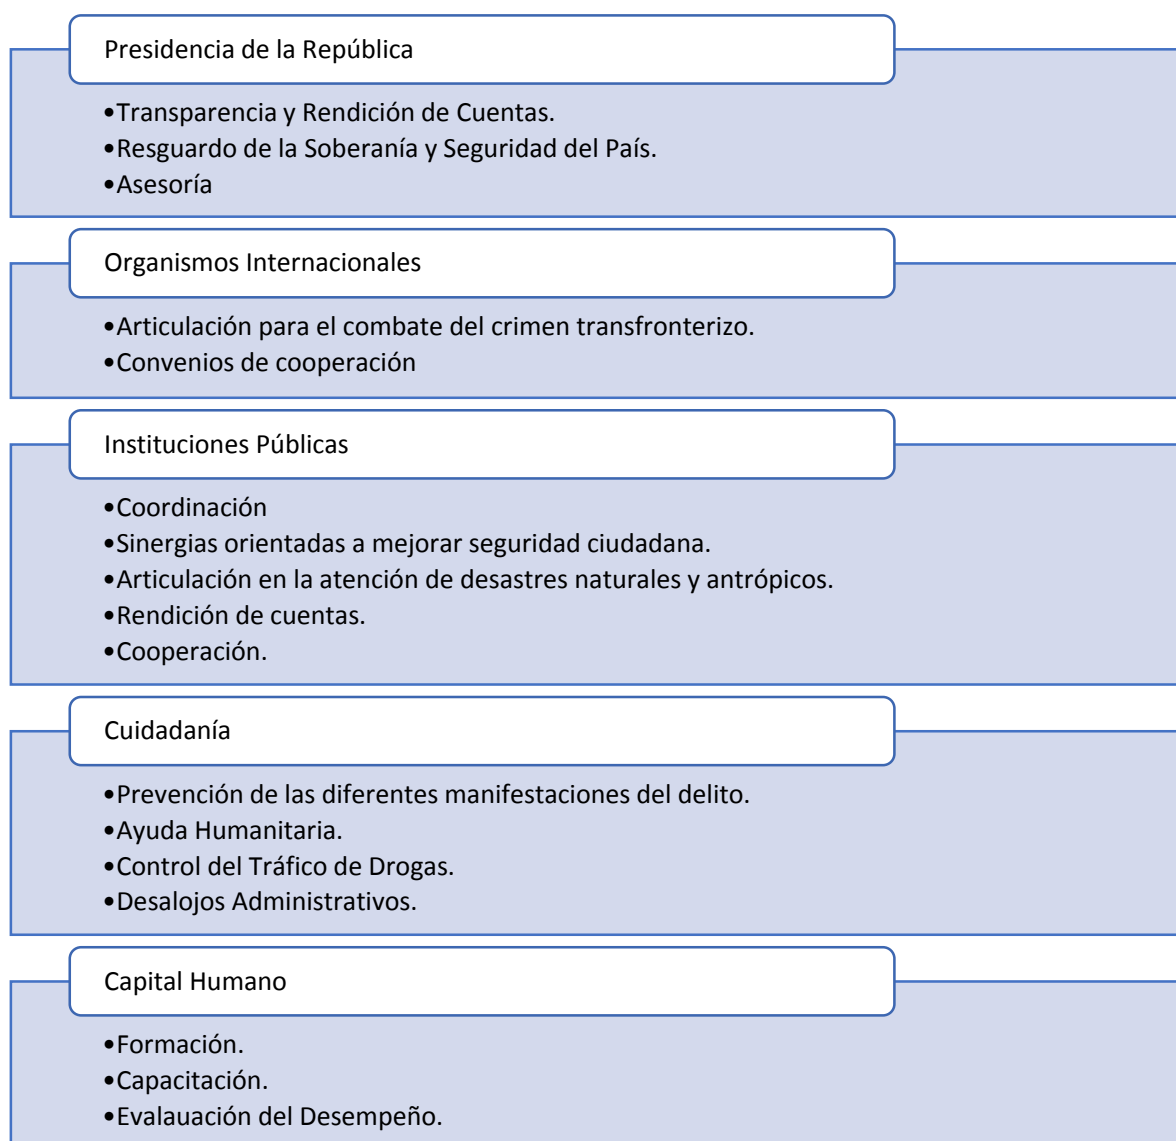 Presidencia de la República
•Transparencia y Rendición de Cuentas.
•Resguardo de la Soberanía y Seguridad del País.
•Asesoría
Organismos Internacionales
•Articulación para el combate del crimen transfronterizo.
•Convenios de cooperación
Instituciones Públicas
•Coordinación
•Sinergias orientadas a mejorar seguridad ciudadana.
•Articulación en la atención de desastres naturales y antrópicos.
•Rendición de cuentas.
•Cooperación.
Cuidadanía
•Prevención de las diferentes manifestaciones del delito.
•Ayuda Humanitaria.
•Control del Tráfico de Drogas.
•Desalojos Administrativos.
Capital Humano
•Formación.
•Capacitación.
•Evalauación del Desempeño.